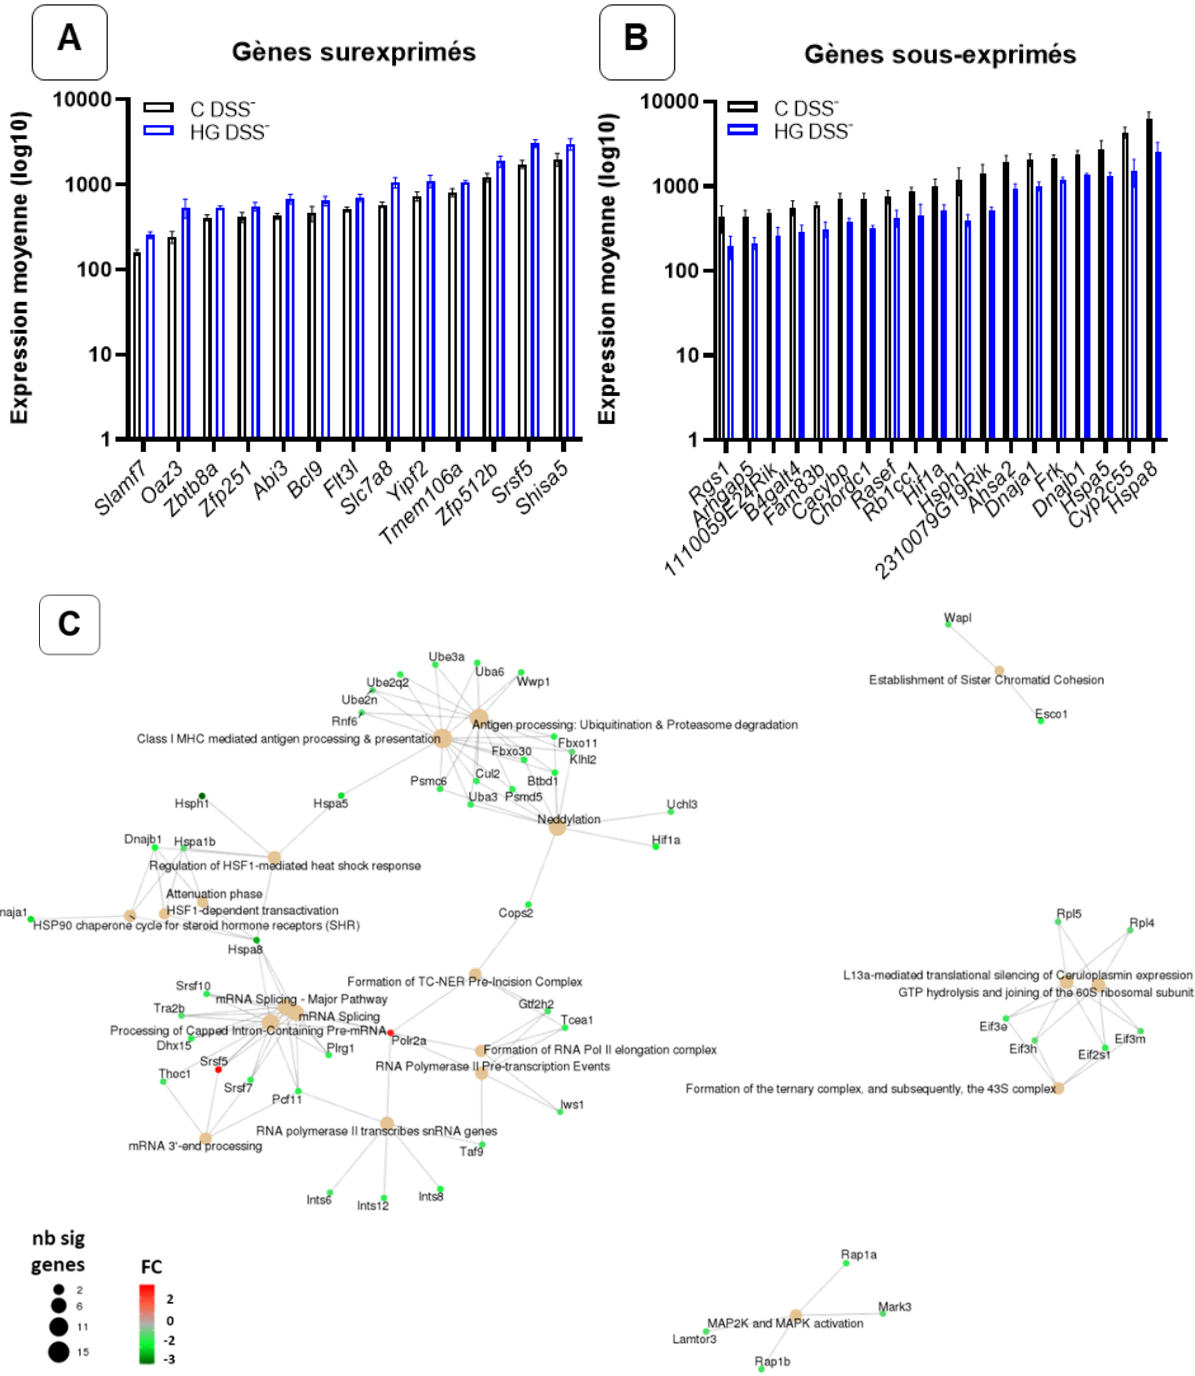 A
Gènes surexprimés
Expression moyenne (log10)
10000
1000
100
10
1
C DSS⁻
HG DSS⁻
Slamf7
Oaz3
Zbtb8a
Zfp251
Abi3
Bcl9
Flt3l
Slc7a8
Yipf2
Tmem106a
Zfp512b
Srsf5
Shisa5
B
Gènes sous-exprimés
Expression moyenne (log10)
10000
1000
100
10
1
C DSS⁻
HG DSS⁻
Rgs1
Arhgap5
1110059E24Rik
B4galt4
Fam83b
Cacybp
Chordc1
Rasef
Rb1cc1
Hif1a
Hsph1
2310079G19Rik
Ahsa2
Dnaja1
Frk
Dnajb1
Hspa5
Cyp2c55
Hspa8
C
Wapl
Establishment of Sister Chromatid Cohesion
Esco1
Ube3a
Uba6
Wwp1
Ube2q2
Ube2n
Rnf6
Antigen processing: Ubiquitination & Proteasome degradation
Class I MHC mediated antigen processing & presentation
Fbxo11
Fbxo30
Klhl2
Psmc6
Cul2
Btbd1
Uba3
Psmd5
Hsph1
Hspa5
Neddylation
Uchl3
Hif1a
Dnajb1
Hspa1b
Regulation of HSF1-mediated heat shock response
Attenuation phase
HSF1-dependent transactivation
naja1
HSP90 chaperone cycle for steroid hormone receptors (SHR)
Cops2
Hspa8
Rpl5
Rpl4
Formation of TC-NER Pre-Incision Complex
L13a-mediated translational silencing of Ceruloplasmin expression
GTP hydrolysis and joining of the 60S ribosomal subunit
Srsf10
mRNA Splicing - Major Pathway
Tra2b
mRNA Splicing
Gtf2h2
Tcea1
Processing of Capped Intron-Containing Pre-mRNA
Polr2a
Dhx15
Plrg1
Formation of RNA Pol II elongation complex
Srsf5
RNA Polymerase II Pre-transcription Events
Thoc1
Srsf7
Pcf11
Iws1
Eif3e
Eif3h
Eif2s1
Eif3m
Formation of the ternary complex, and subsequently, the 43S complex
RNA polymerase II transcribes snRNA genes
mRNA 3'-end processing
Taf9
Ints6
Ints12
Ints8
nb sig
genes
2
6
11
15
FC
2
0
-2
-3
Rap1a
Mark3
MAP2K and MAPK activation
Lamtor3
Rap1b